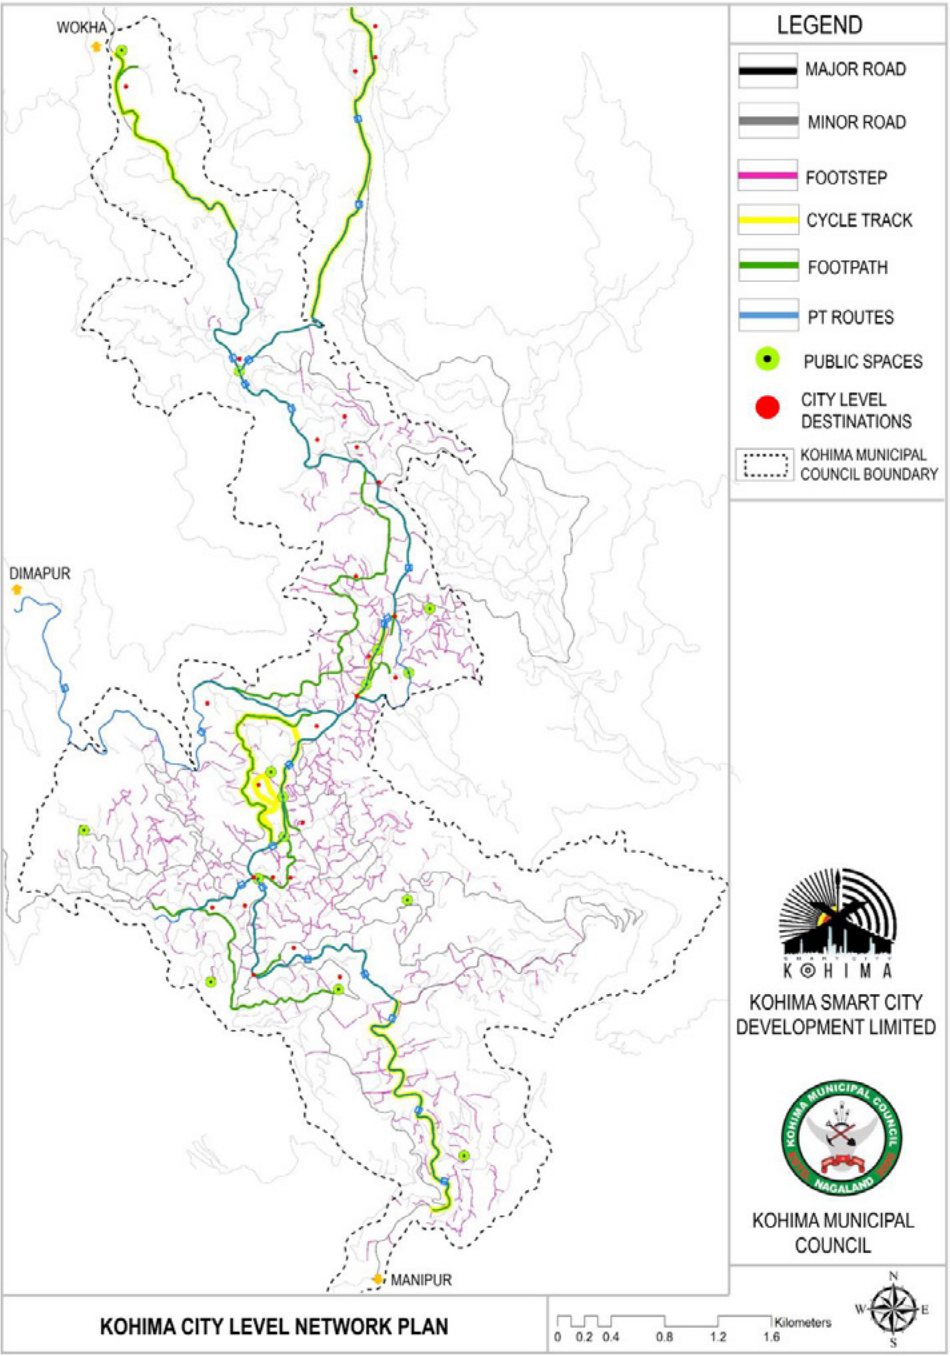 WOKHA
DIMAPUR
MANIPUR
LEGEND
MAJOR ROAD
MINOR ROAD
FOOTSTEP
CYCLE TRACK
FOOTPATH
PT ROUTES
PUBLIC SPACES
CITY LEVEL
DESTINATIONS
KOHIMA MUNICIPAL
COUNCIL BOUNDARY
SMART CITY
KOHIMA
KOHIMA SMART CITY
DEVELOPMENT LIMITED
KOHIMA MUNICIPAL COUNCIL
NAGALAND
KOHIMA MUNICIPAL
COUNCIL
KOHIMA CITY LEVEL NETWORK PLAN
Kilometers
0 0.2 0.4 0.8 1.2 1.6
N
W E
S